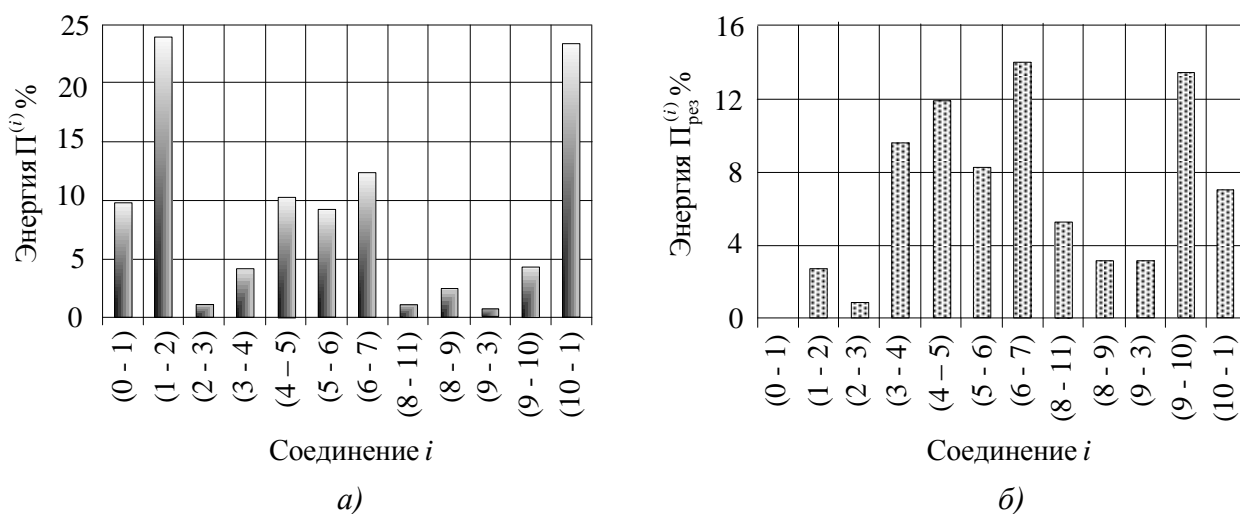 Энергия П⁽ⁱ⁾%
25
20
15
10
5
0
(0 - 1)
(1 - 2)
(2 - 3)
(3 - 4)
(4 – 5)
(5 - 6)
(6 - 7)
(8 - 11)
(8 - 9)
(9 - 3)
(9 - 10)
(10 - 1)
Соединение i
а)
Энергия П⁽ⁱ⁾рез%
16
12
8
4
0
(0 - 1)
(1 - 2)
(2 - 3)
(3 - 4)
(4 – 5)
(5 - 6)
(6 - 7)
(8 - 11)
(8 - 9)
(9 - 3)
(9 - 10)
(10 - 1)
Соединение i
б)